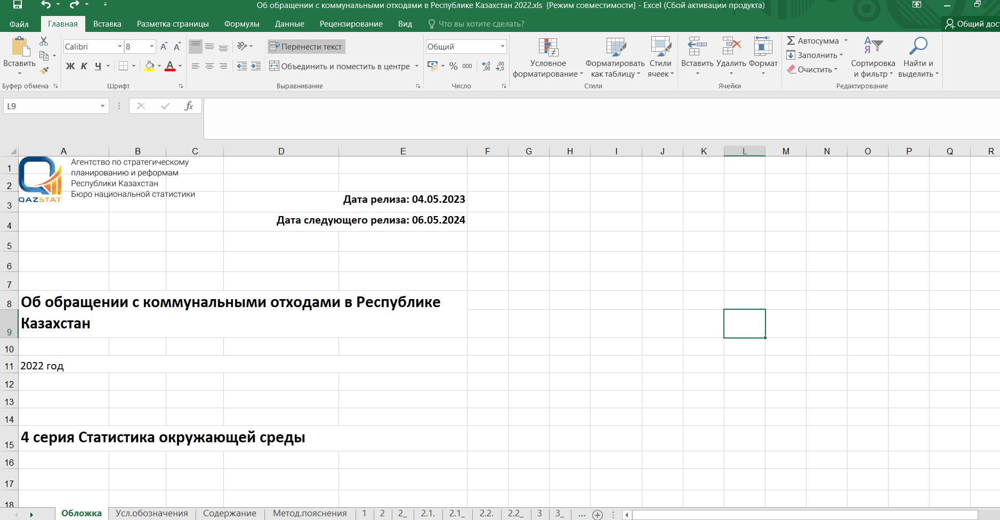 Об обращении с коммунальными отходами в Республике Казахстан 2022.xls [Режим совместимости] - Excel (Сбой активации продукта)
Файл Главная Вставка Разметка страницы Формулы Данные Рецензирование Вид Что вы хотите сделать? Общий дос
Вставить
Буфер обмена
Calibri 8
Ж К Ч
Шрифт
Перенести текст
Объединить и поместить в центре
Выравнивание
Общий
% 000
Число
Условное форматирование
Форматировать как таблицу
Стили ячеек
Стили
Вставить Удалить Формат
Ячейки
Автосумма
Заполнить
Очистить
Сортировка и фильтр
Найти и выделить
Редактирование
L9 fx
A B C D E F G H I J K L M N O P Q R
1
2
3
4
5
6
7
8
9
10
11
12
13
14
15
16
17
18
Агентство по стратегическому
планированию и реформам
Республики Казахстан
Бюро национальной статистики
QAZSTAT
Дата релиза: 04.05.2023
Дата следующего релиза: 06.05.2024
Об обращении с коммунальными отходами в Республике
Казахстан
2022 год
4 серия Статистика окружающей среды
Обложка Усл.обозначения Содержание Метод.пояснения 1 2 2_ 2.1. 2.1_ 2.2. 2.2_ 3 3_ ...